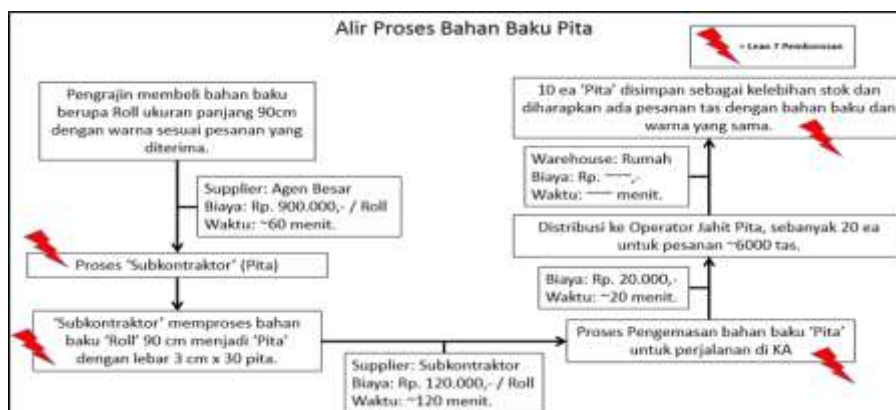 Alir Proses Bahan Baku Pita
= Lean 7 Pemborosan
Pengrajin membeli bahan baku
berupa Roll ukuran panjang 90cm
dengan warna sesuai pesanan yang
diterima.
Supplier: Agen Besar
Biaya: Rp. 900.000,- / Roll
Waktu: ~60 menit.
Proses 'Subkontraktor' (Pita)
'Subkontraktor' memproses bahan
baku 'Roll' 90 cm menjadi 'Pita'
dengan lebar 3 cm x 30 pita.
Supplier: Subkontraktor
Biaya: Rp. 120.000,- / Roll
Waktu: ~120 menit.
Proses Pengemasan bahan baku 'Pita'
untuk perjalanan di KA
Biaya: Rp. 20.000,-
Waktu: ~20 menit.
Distribusi ke Operator Jahit Pita, sebanyak 20 ea
untuk pesanan ~6000 tas.
Warehouse: Rumah
Biaya: Rp. ~~~,-
Waktu: ~~~ menit.
10 ea 'Pita' disimpan sebagai kelebihan stok dan
diharapkan ada pesanan tas dengan bahan baku dan
warna yang sama.